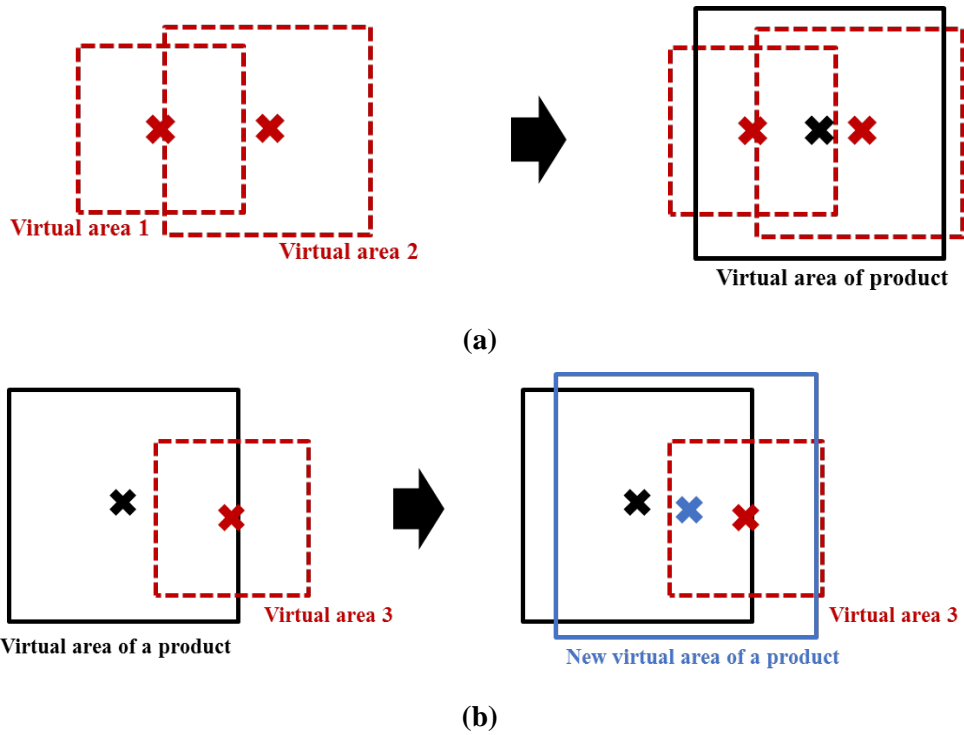 Virtual area 1
Virtual area 2
Virtual area of product
(a)
Virtual area 3
Virtual area of a product
Virtual area 3
New virtual area of a product
(b)